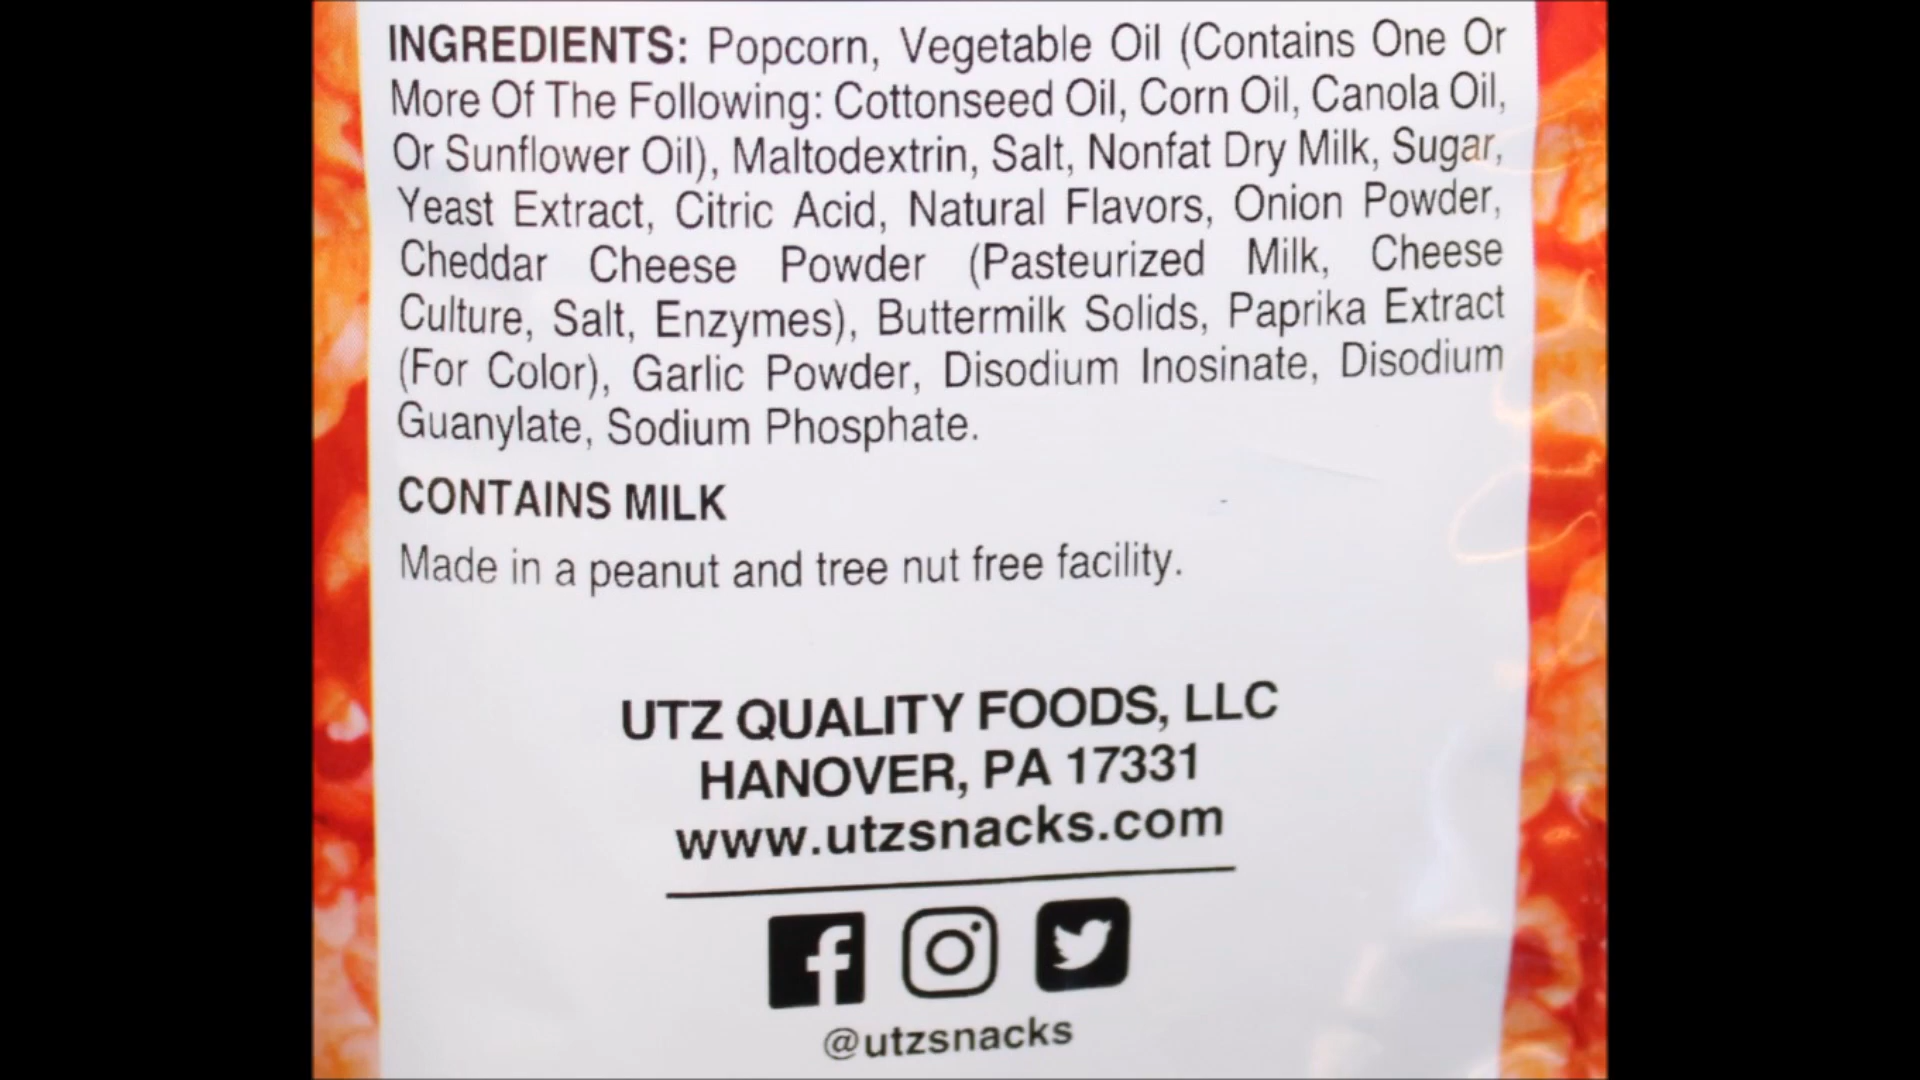 INGREDIENTS: Popcorn, Vegetable Oil (Contains One Or
More Of The Following: Cottonseed Oil, Corn Oil, Canola Oil,
Or Sunflower Oil), Maltodextrin, Salt, Nonfat Dry Milk, Sugar,
Yeast Extract, Citric Acid, Natural Flavors, Onion Powder,
Cheddar Cheese Powder (Pasteurized Milk, Cheese
Culture, Salt, Enzymes), Buttermilk Solids, Paprika Extract
(For Color), Garlic Powder, Disodium Inosinate, Disodium
Guanylate, Sodium Phosphate.
CONTAINS MILK
Made in a peanut and tree nut free facility.
UTZ QUALITY FOODS, LLC
HANOVER, PA 17331
www.utzsnacks.com
@utzsnacks